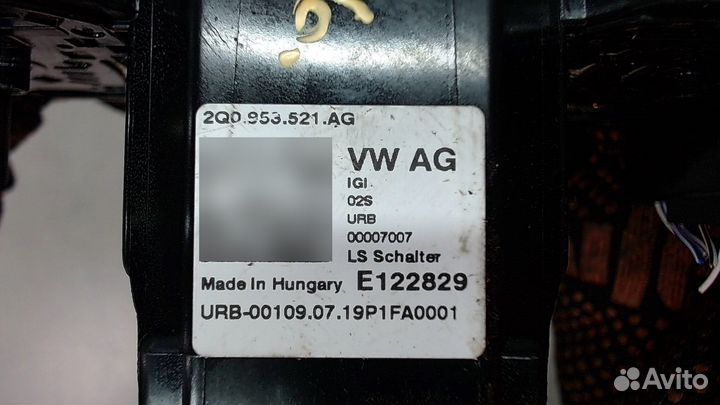 2Q0.953.521.AG
VW AG
IGI
02S
URB
00007007
LS Schalter
Made In Hungary E122829
URB-00109.07.19P1FA0001
Avito